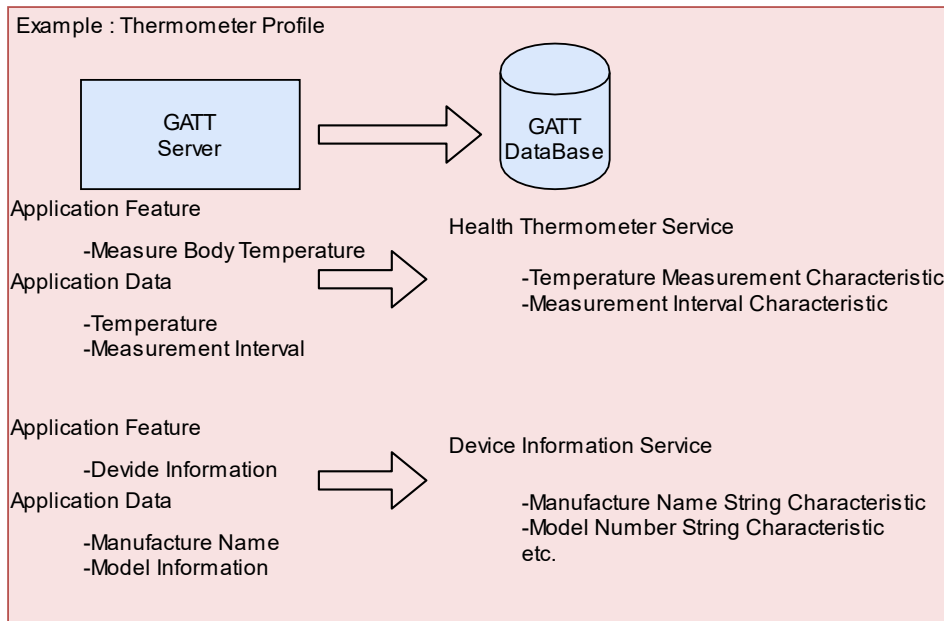 Example : Thermometer Profile
GATT
Server
GATT
DataBase
Application Feature
-Measure Body Temperature
Application Data
-Temperature
-Measurement Interval
Health Thermometer Service
-Temperature Measurement Characteristic
-Measurement Interval Characteristic
Application Feature
-Devide Information
Application Data
-Manufacture Name
-Model Information
Device Information Service
-Manufacture Name String Characteristic
-Model Number String Characteristic
etc.